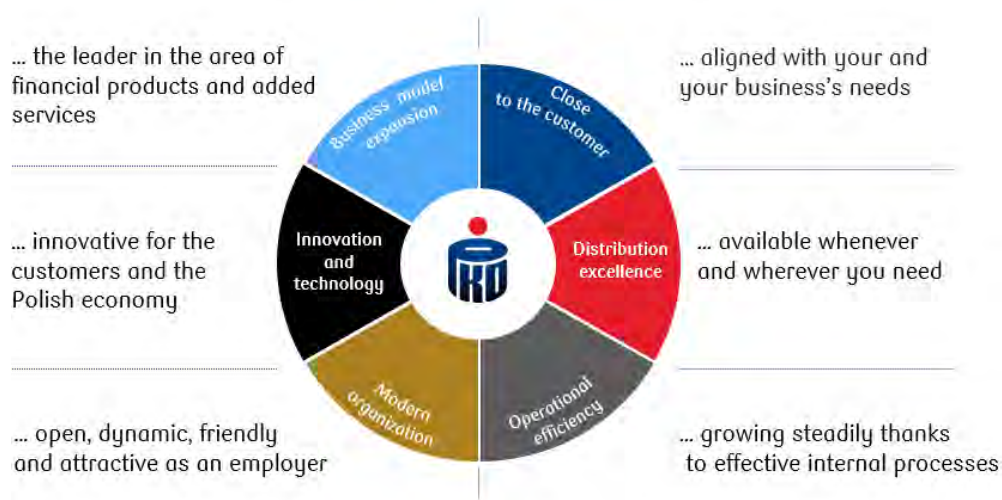 ... the leader in the area of
financial products and added
services
... aligned with your and
your business's needs
Business model
expansion
Close
to the customer
... innovative for the
customers and the
Polish economy
Innovation
and
technology
PKO
Distribution
excellence
... available whenever
and wherever you need
Modern
organization
Operational
efficiency
... open, dynamic, friendly
and attractive as an employer
... growing steadily thanks
to effective internal processes